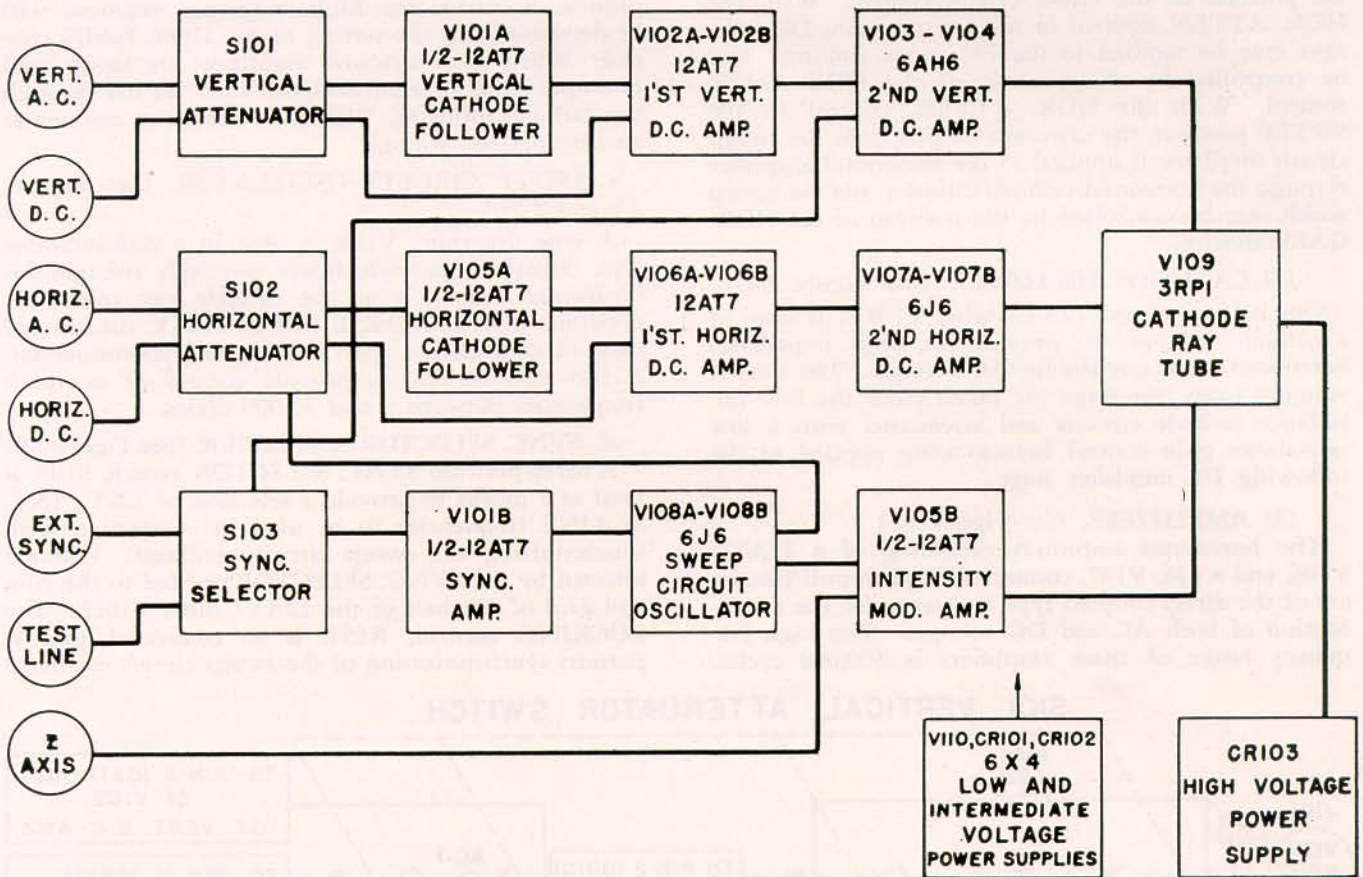 VERT.
A. C.
S101
VERTICAL
ATTENUATOR
V101A
1/2-12AT7
VERTICAL
CATHODE
FOLLOWER
V102A-V102B
12AT7
1'ST VERT.
D.C. AMP.
V103 - V104
6AH6
2'ND VERT.
D.C. AMP.
VERT.
D.C.
HORIZ.
A.C.
S102
HORIZONTAL
ATTENUATOR
V105A
1/2-12AT7
HORIZONTAL
CATHODE
FOLLOWER
V106A-V106B
12AT7
1'ST. HORIZ.
D.C. AMP.
V107A-V107B
6J6
2'ND HORIZ.
D.C. AMP.
V109
3RP1
CATHODE
RAY
TUBE
HORIZ.
D.C.
EXT.
SYNC.
S103
SYNC.
SELECTOR
V101B
1/2-12AT7
SYNC.
AMP.
V108A-V108B
6J6
SWEEP
CIRCUIT
OSCILLATOR
V105B
1/2-12AT7
INTENSITY
MOD. AMP.
TEST
LINE
Z
AXIS
V110, CR101, CR102
6 X 4
LOW AND
INTERMEDIATE
VOLTAGE
POWER SUPPLIES
CR103
HIGH VOLTAGE
POWER
SUPPLY